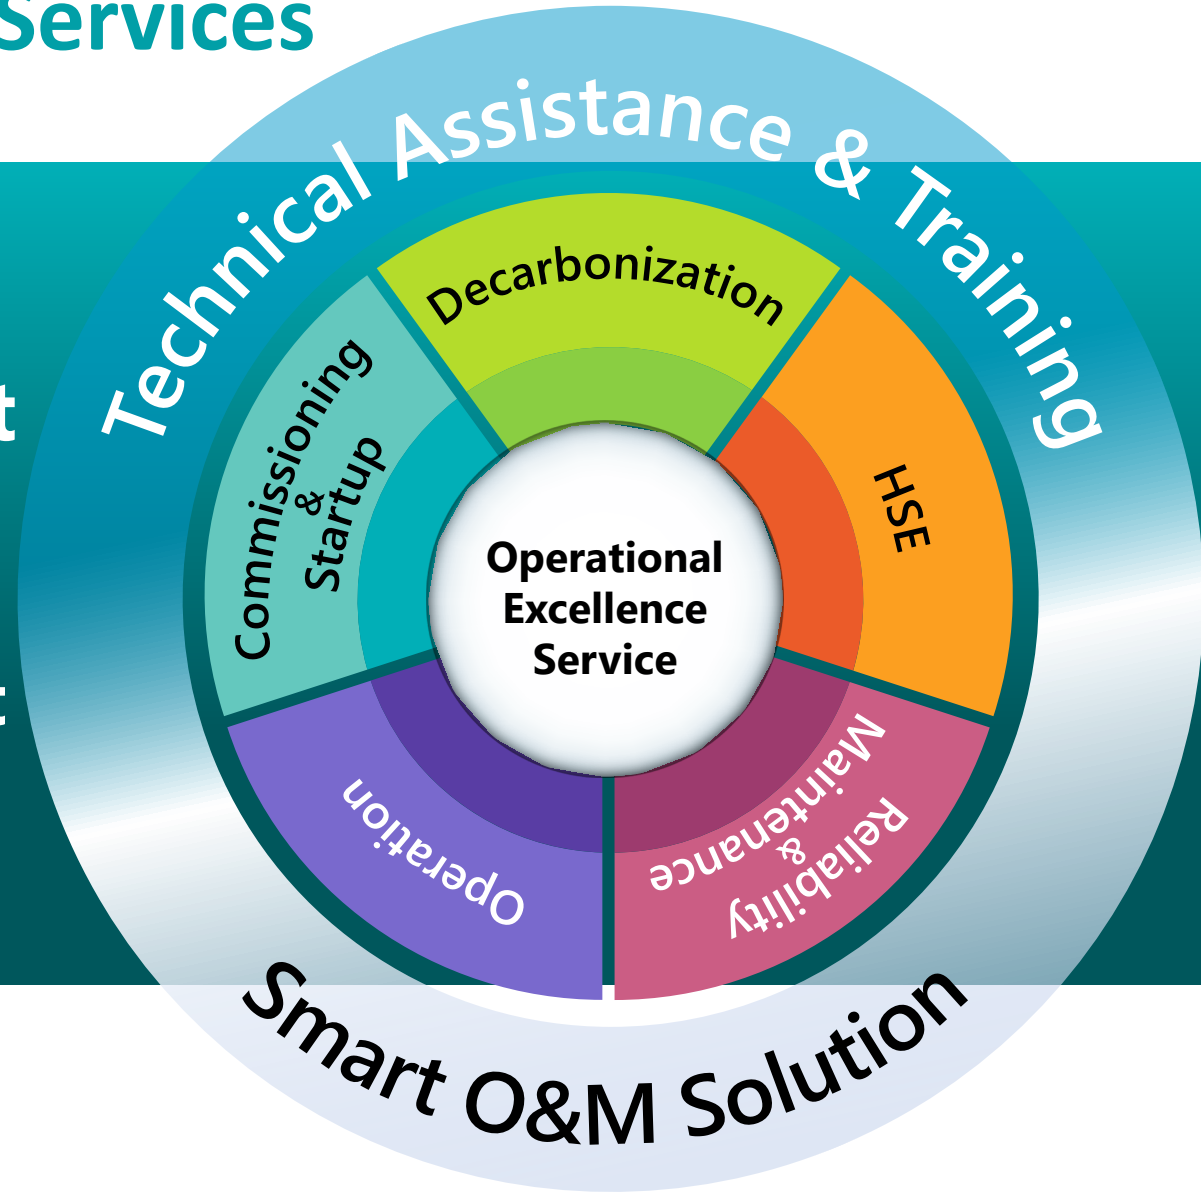 Services
Technical Assistance & Training
Decarbonization
Commissioning
&
Startup
HSE
Operational
Excellence
Service
Operation
Reliability
&
Maintenance
Smart O&M Solution
t
t